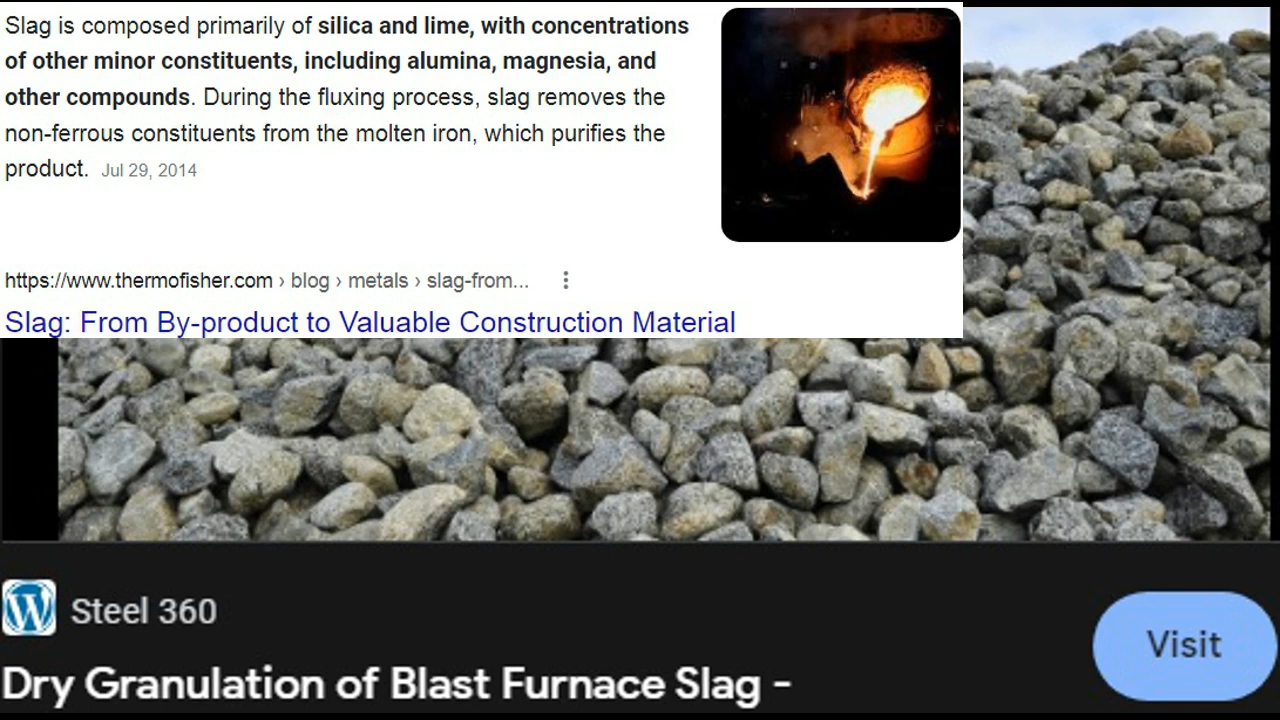 Slag is composed primarily of silica and lime, with concentrations
of other minor constituents, including alumina, magnesia, and
other compounds. During the fluxing process, slag removes the
non-ferrous constituents from the molten iron, which purifies the
product. Jul 29, 2014
https://www.thermofisher.com › blog › metals › slag-from...
Slag: From By-product to Valuable Construction Material
Steel 360
Visit
Dry Granulation of Blast Furnace Slag -